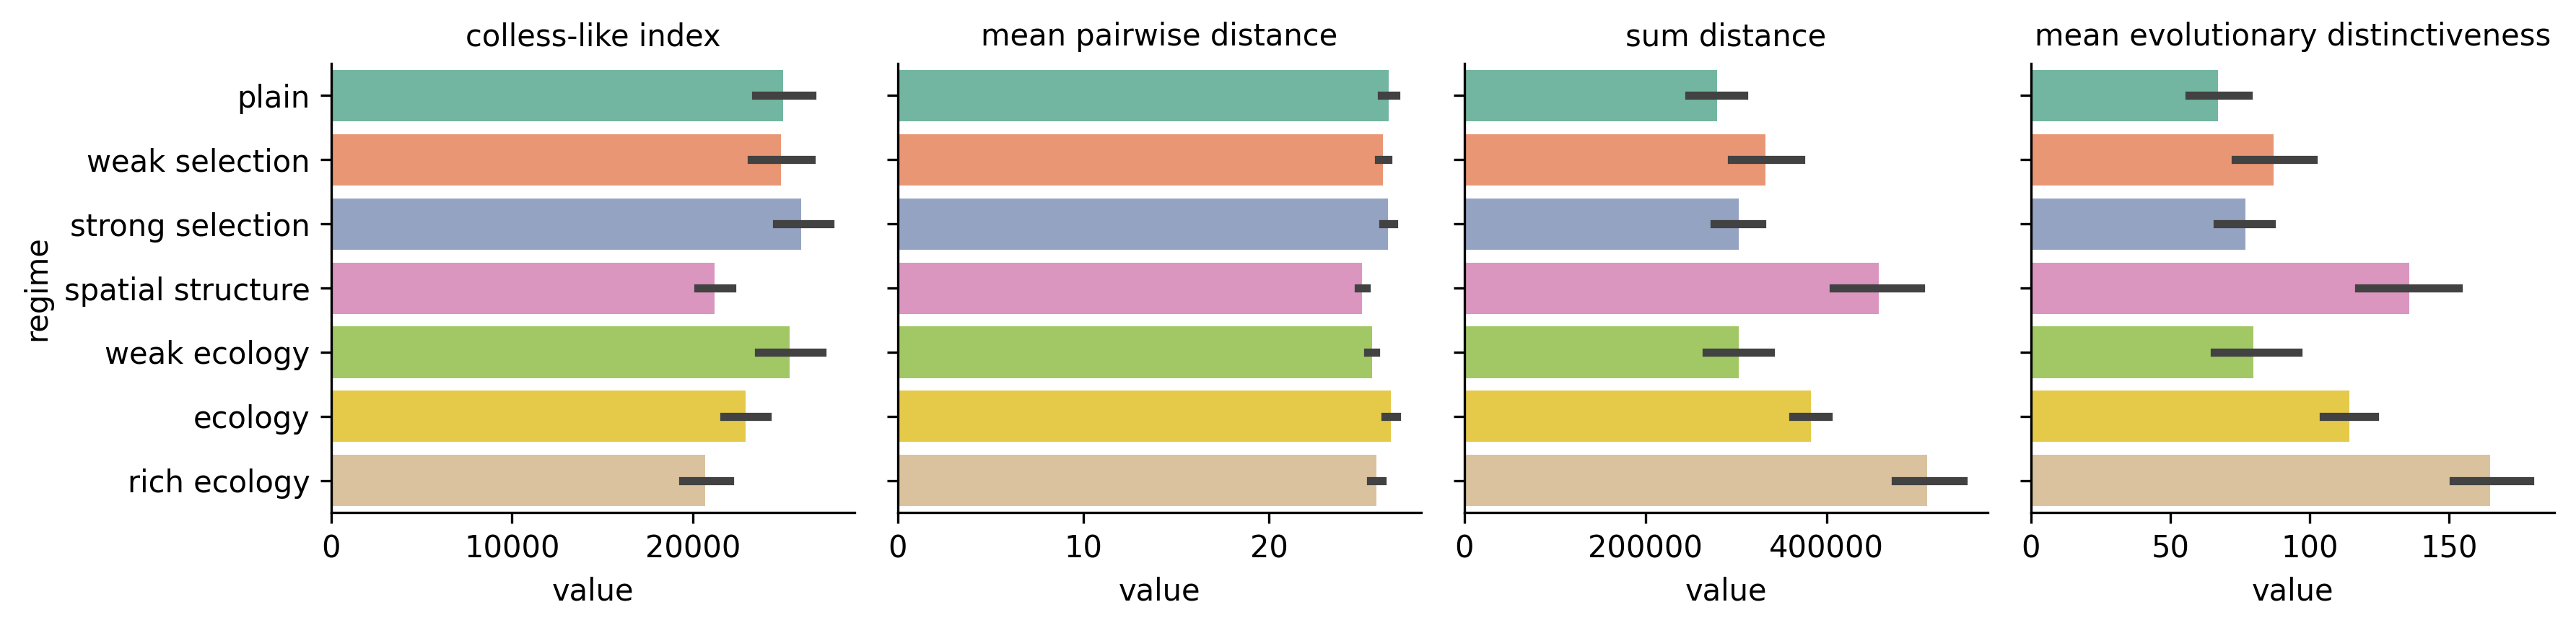 colless-like index
mean pairwise distance
sum distance
mean evolutionary distinctiveness
regime
plain
weak selection
strong selection
spatial structure
weak ecology
ecology
rich ecology
0 10000 20000
0 10 20
0 200000 400000
0 50 100 150
value
value
value
value